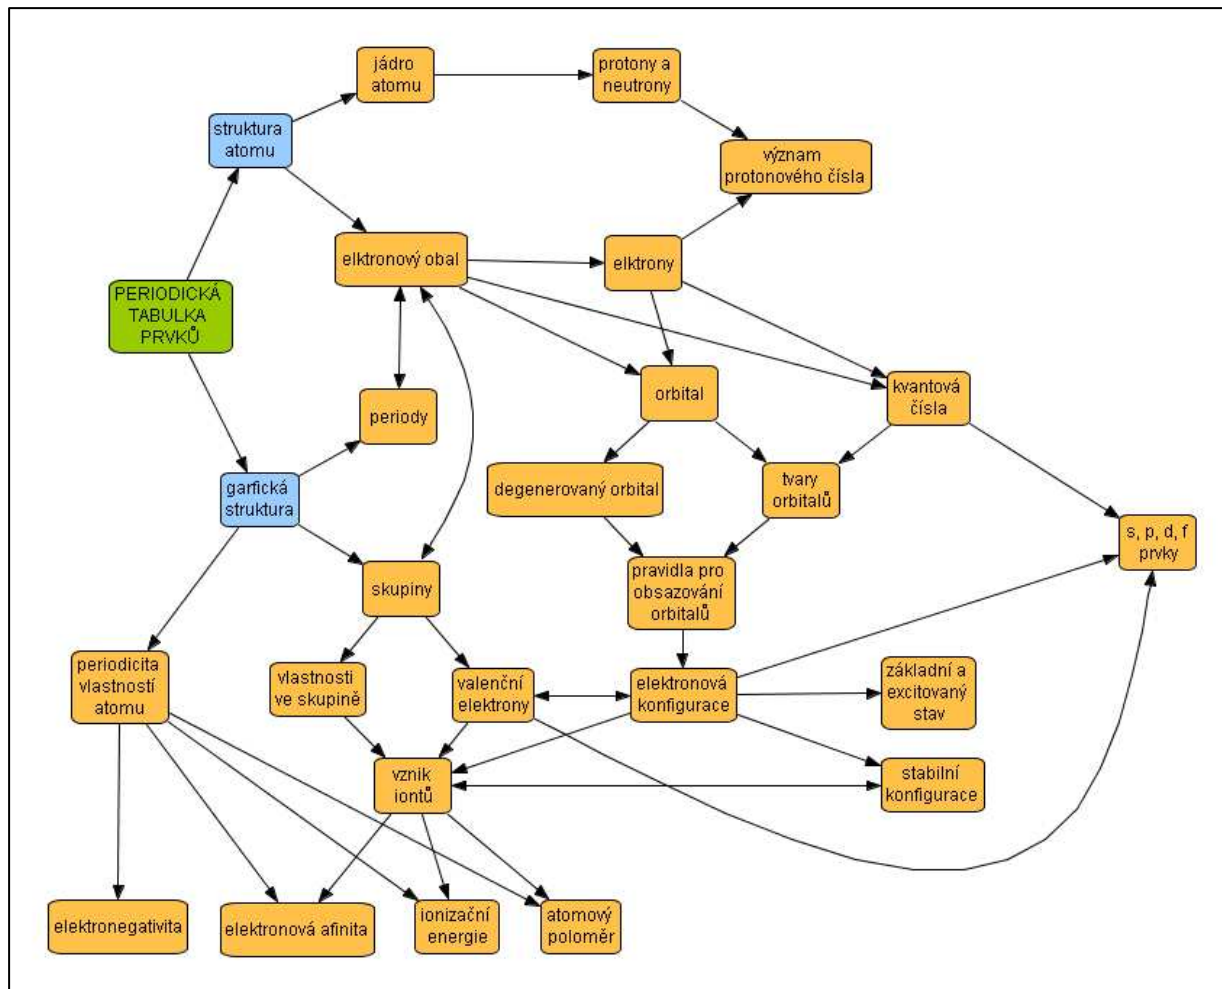 jádro
atomu
protony a
neutrony
struktura
atomu
význam
protonového čísla
elktronový obal
elktrony
PERIODICKÁ
TABULKA
PRVKŮ
orbital
kvantová
čísla
periody
garfická
struktura
degenerovaný orbital
tvary
orbitalů
s, p, d, f
prvky
skupiny
pravidla pro
obsazování
orbitalů
periodicita
vlastností
atomu
vlastnosti
ve skupině
valenční
elektrony
elektronová
konfigurace
základní a
excitovaný
stav
vznik
iontů
stabilní
konfigurace
elektronegativita
elektronová afinita
ionizační
energie
atomový
poloměr